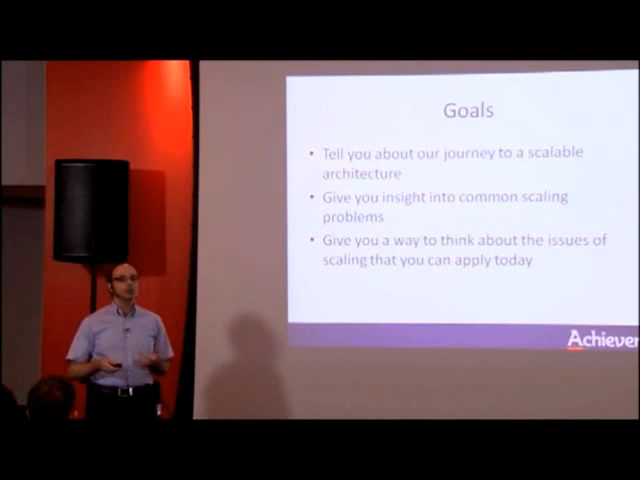 Goals
• Tell you about our journey to a scalable
architecture
• Give you insight into common scaling
problems
• Give you a way to think about the issues of
scaling that you can apply today
Achiever